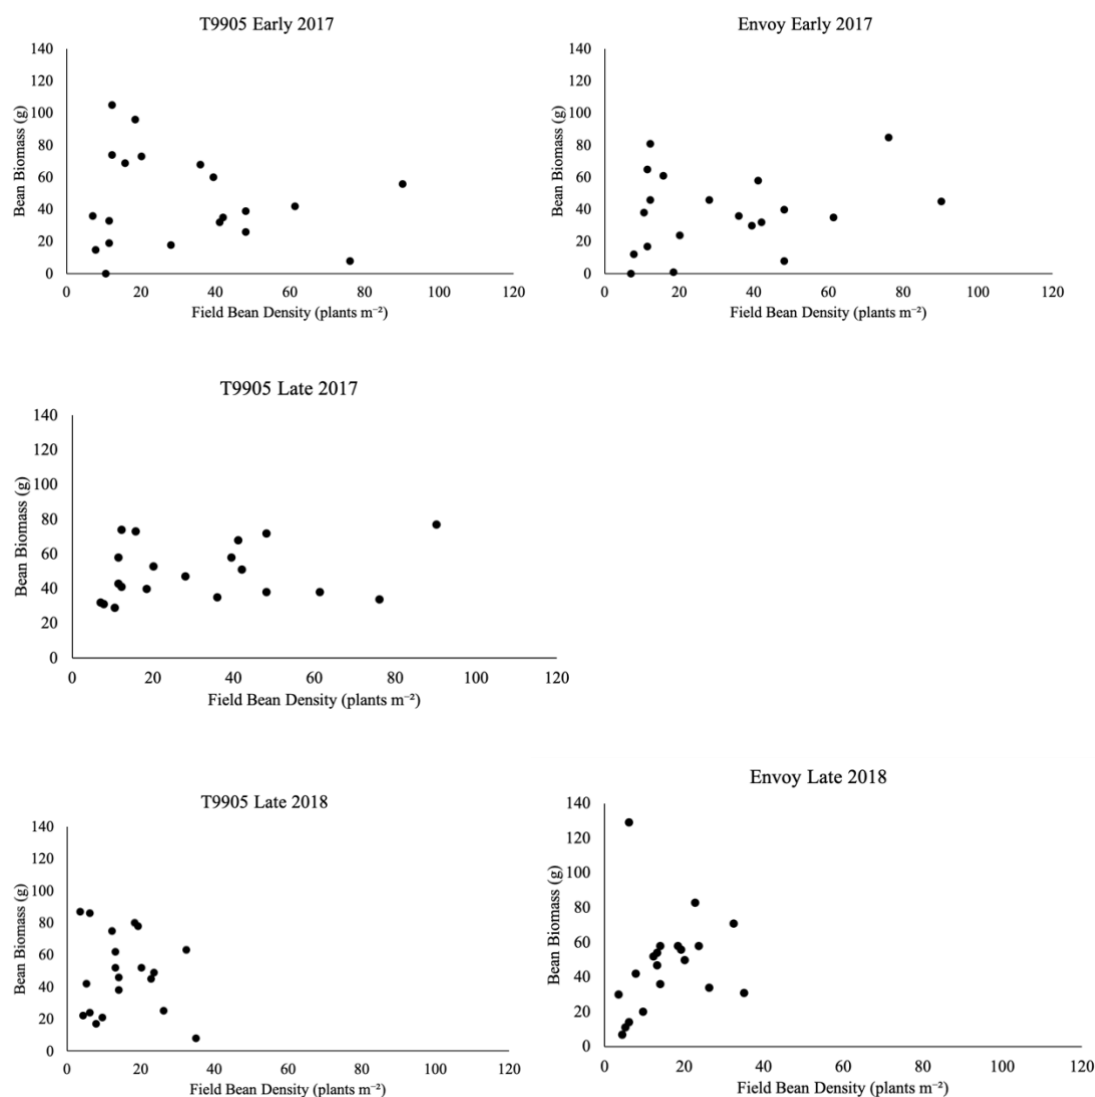 T9905 Early 2017
140
120
100
80
60
40
20
0
Bean Biomass (g)
0 20 40 60 80 100 120
Field Bean Density (plants m⁻²)
Envoy Early 2017
140
120
100
80
60
40
20
0
Bean Biomass (g)
0 20 40 60 80 100 120
Field Bean Density (plants m⁻²)
T9905 Late 2017
140
120
100
80
60
40
20
0
Bean Biomass (g)
0 20 40 60 80 100 120
Field Bean Density (plants m⁻²)
T9905 Late 2018
140
120
100
80
60
40
20
0
Bean Biomass (g)
0 20 40 60 80 100 120
Field Bean Density (plants m⁻²)
Envoy Late 2018
140
120
100
80
60
40
20
0
Bean Biomass (g)
0 20 40 60 80 100 120
Field Bean Density (plants m⁻²)